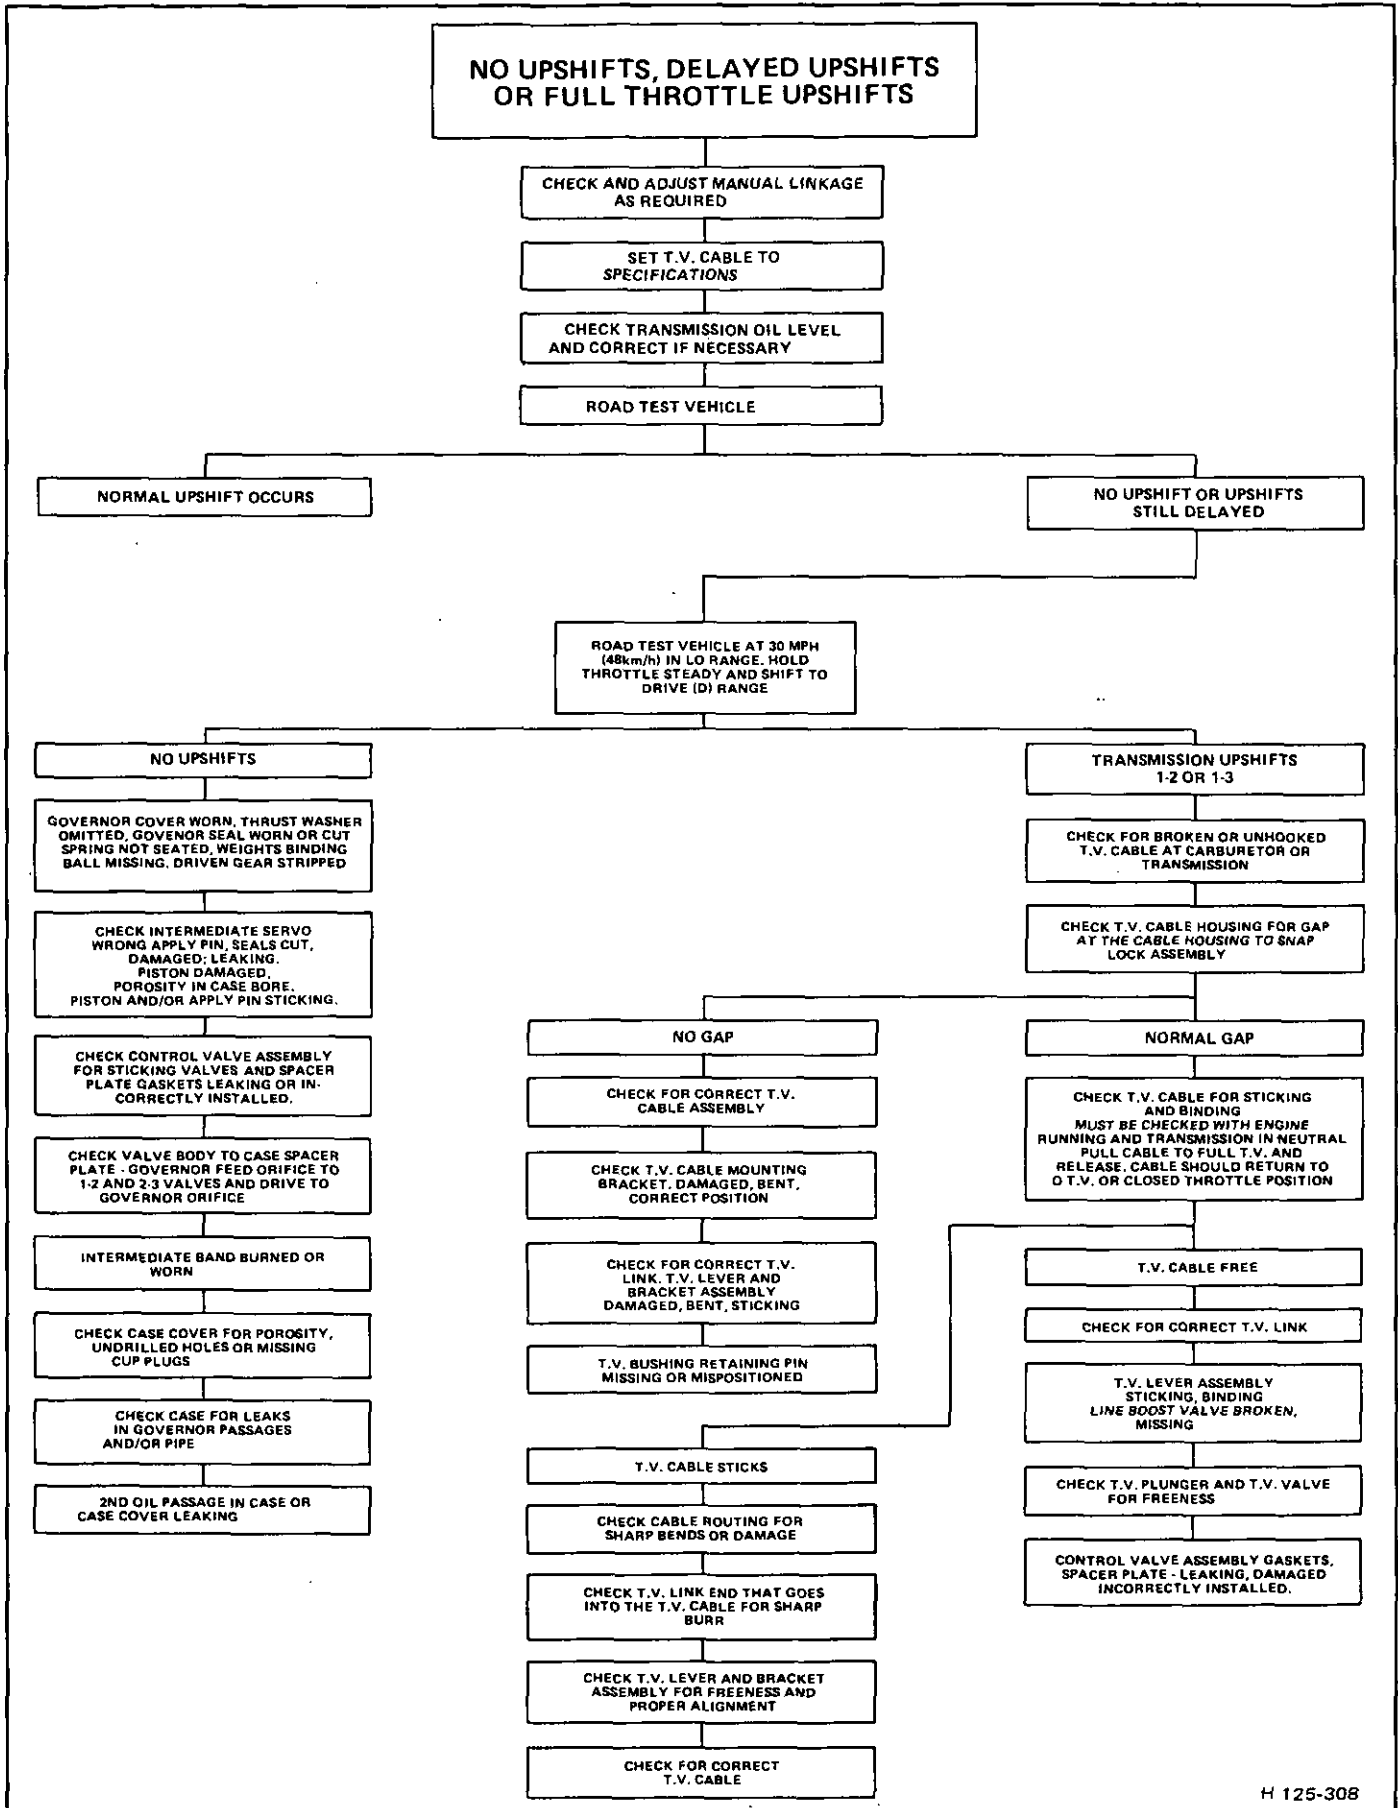 NO UPSHIFTS, DELAYED UPSHIFTS
OR FULL THROTTLE UPSHIFTS
CHECK AND ADJUST MANUAL LINKAGE
AS REQUIRED
SET T.V. CABLE TO
SPECIFICATIONS
CHECK TRANSMISSION OIL LEVEL
AND CORRECT IF NECESSARY
ROAD TEST VEHICLE
NORMAL UPSHIFT OCCURS
NO UPSHIFT OR UPSHIFTS
STILL DELAYED
ROAD TEST VEHICLE AT 30 MPH
(48km/h) IN LO RANGE. HOLD
THROTTLE STEADY AND SHIFT TO
DRIVE (D) RANGE
NO UPSHIFTS
GOVERNOR COVER WORN, THRUST WASHER
OMITTED, GOVENOR SEAL WORN OR CUT
SPRING NOT SEATED, WEIGHTS BINDING
BALL MISSING. DRIVEN GEAR STRIPPED
CHECK INTERMEDIATE SERVO
WRONG APPLY PIN, SEALS CUT,
DAMAGED; LEAKING.
PISTON DAMAGED,
POROSITY IN CASE BORE.
PISTON AND/OR APPLY PIN STICKING.
CHECK CONTROL VALVE ASSEMBLY
FOR STICKING VALVES AND SPACER
PLATE GASKETS LEAKING OR IN-
CORRECTLY INSTALLED.
CHECK VALVE BODY TO CASE SPACER
PLATE - GOVERNOR FEED ORIFICE TO
1-2 AND 2-3 VALVES AND DRIVE TO
GOVERNOR ORIFICE
INTERMEDIATE BAND BURNED OR
WORN
CHECK CASE COVER FOR POROSITY,
UNDRILLED HOLES OR MISSING
CUP PLUGS
CHECK CASE FOR LEAKS
IN GOVERNOR PASSAGES
AND/OR PIPE
2ND OIL PASSAGE IN CASE OR
CASE COVER LEAKING
TRANSMISSION UPSHIFTS
1-2 OR 1-3
CHECK FOR BROKEN OR UNHOOKED
T.V. CABLE AT CARBURETOR OR
TRANSMISSION
CHECK T.V. CABLE HOUSING FOR GAP
AT THE CABLE HOUSING TO SNAP
LOCK ASSEMBLY
NO GAP
CHECK FOR CORRECT T.V.
CABLE ASSEMBLY
CHECK T.V. CABLE MOUNTING
BRACKET. DAMAGED, BENT,
CORRECT POSITION
CHECK FOR CORRECT T.V.
LINK. T.V. LEVER AND
BRACKET ASSEMBLY
DAMAGED, BENT, STICKING
T.V. BUSHING RETAINING PIN
MISSING OR MISPOSITIONED
NORMAL GAP
CHECK T.V. CABLE FOR STICKING
AND BINDING
MUST BE CHECKED WITH ENGINE
RUNNING AND TRANSMISSION IN NEUTRAL
PULL CABLE TO FULL T.V. AND
RELEASE. CABLE SHOULD RETURN TO
O T.V. OR CLOSED THROTTLE POSITION
T.V. CABLE FREE
CHECK FOR CORRECT T.V. LINK
T.V. LEVER ASSEMBLY
STICKING, BINDING
LINE BOOST VALVE BROKEN,
MISSING
CHECK T.V. PLUNGER AND T.V. VALVE
FOR FREENESS
CONTROL VALVE ASSEMBLY GASKETS,
SPACER PLATE - LEAKING, DAMAGED
INCORRECTLY INSTALLED.
T.V. CABLE STICKS
CHECK CABLE ROUTING FOR
SHARP BENDS OR DAMAGE
CHECK T.V. LINK END THAT GOES
INTO THE T.V. CABLE FOR SHARP
BURR
CHECK T.V. LEVER AND BRACKET
ASSEMBLY FOR FREENESS AND
PROPER ALIGNMENT
CHECK FOR CORRECT
T.V. CABLE
H 125-308